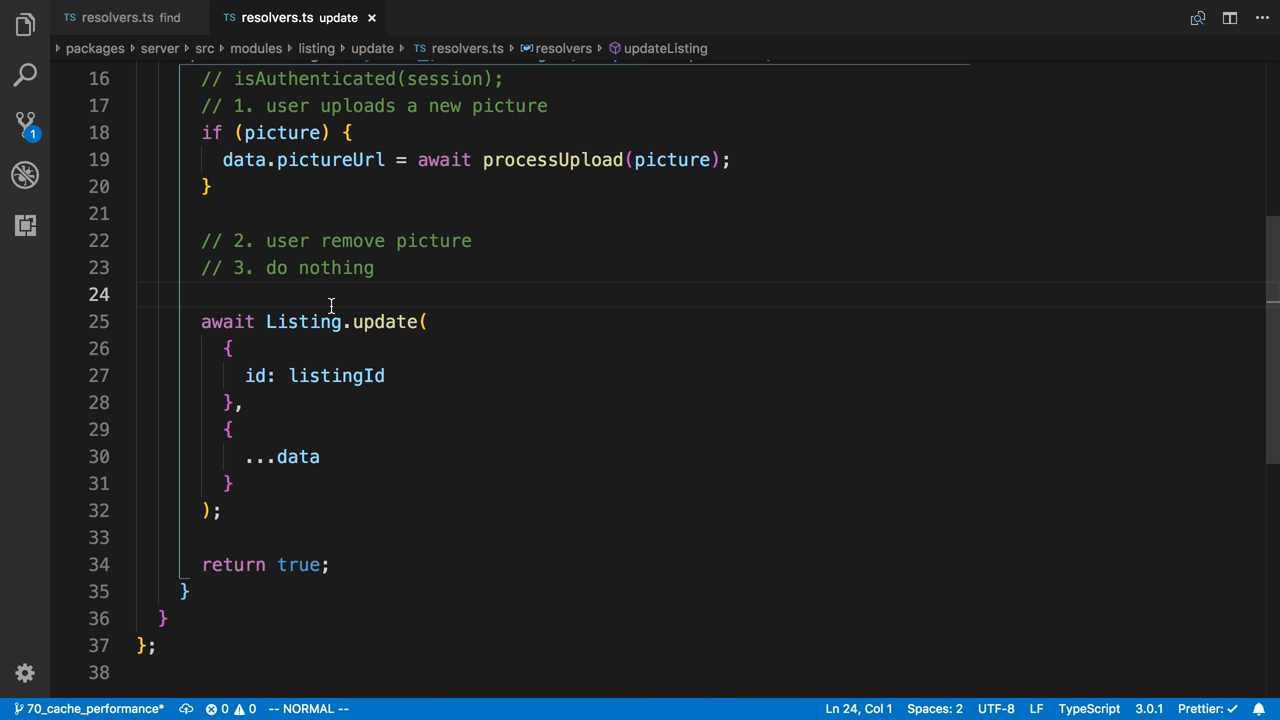 TS resolvers.ts find
TS resolvers.ts update ×
packages server src modules listing update TS resolvers.ts resolvers updateListing
16 // isAuthenticated(session);
17 // 1. user uploads a new picture
18 if (picture) {
19 data.pictureUrl = await processUpload(picture);
20 }
21
22 // 2. user remove picture
23 // 3. do nothing
24
25 await Listing.update(
26 {
27 id: listingId
28 },
29 {
30 ...data
31 }
32 );
33
34 return true;
35 }
36 }
37 };
38
1
70_cache_performance* 0 0 -- NORMAL -- Ln 24, Col 1 Spaces: 2 UTF-8 LF TypeScript 3.0.1 Prettier: ✓